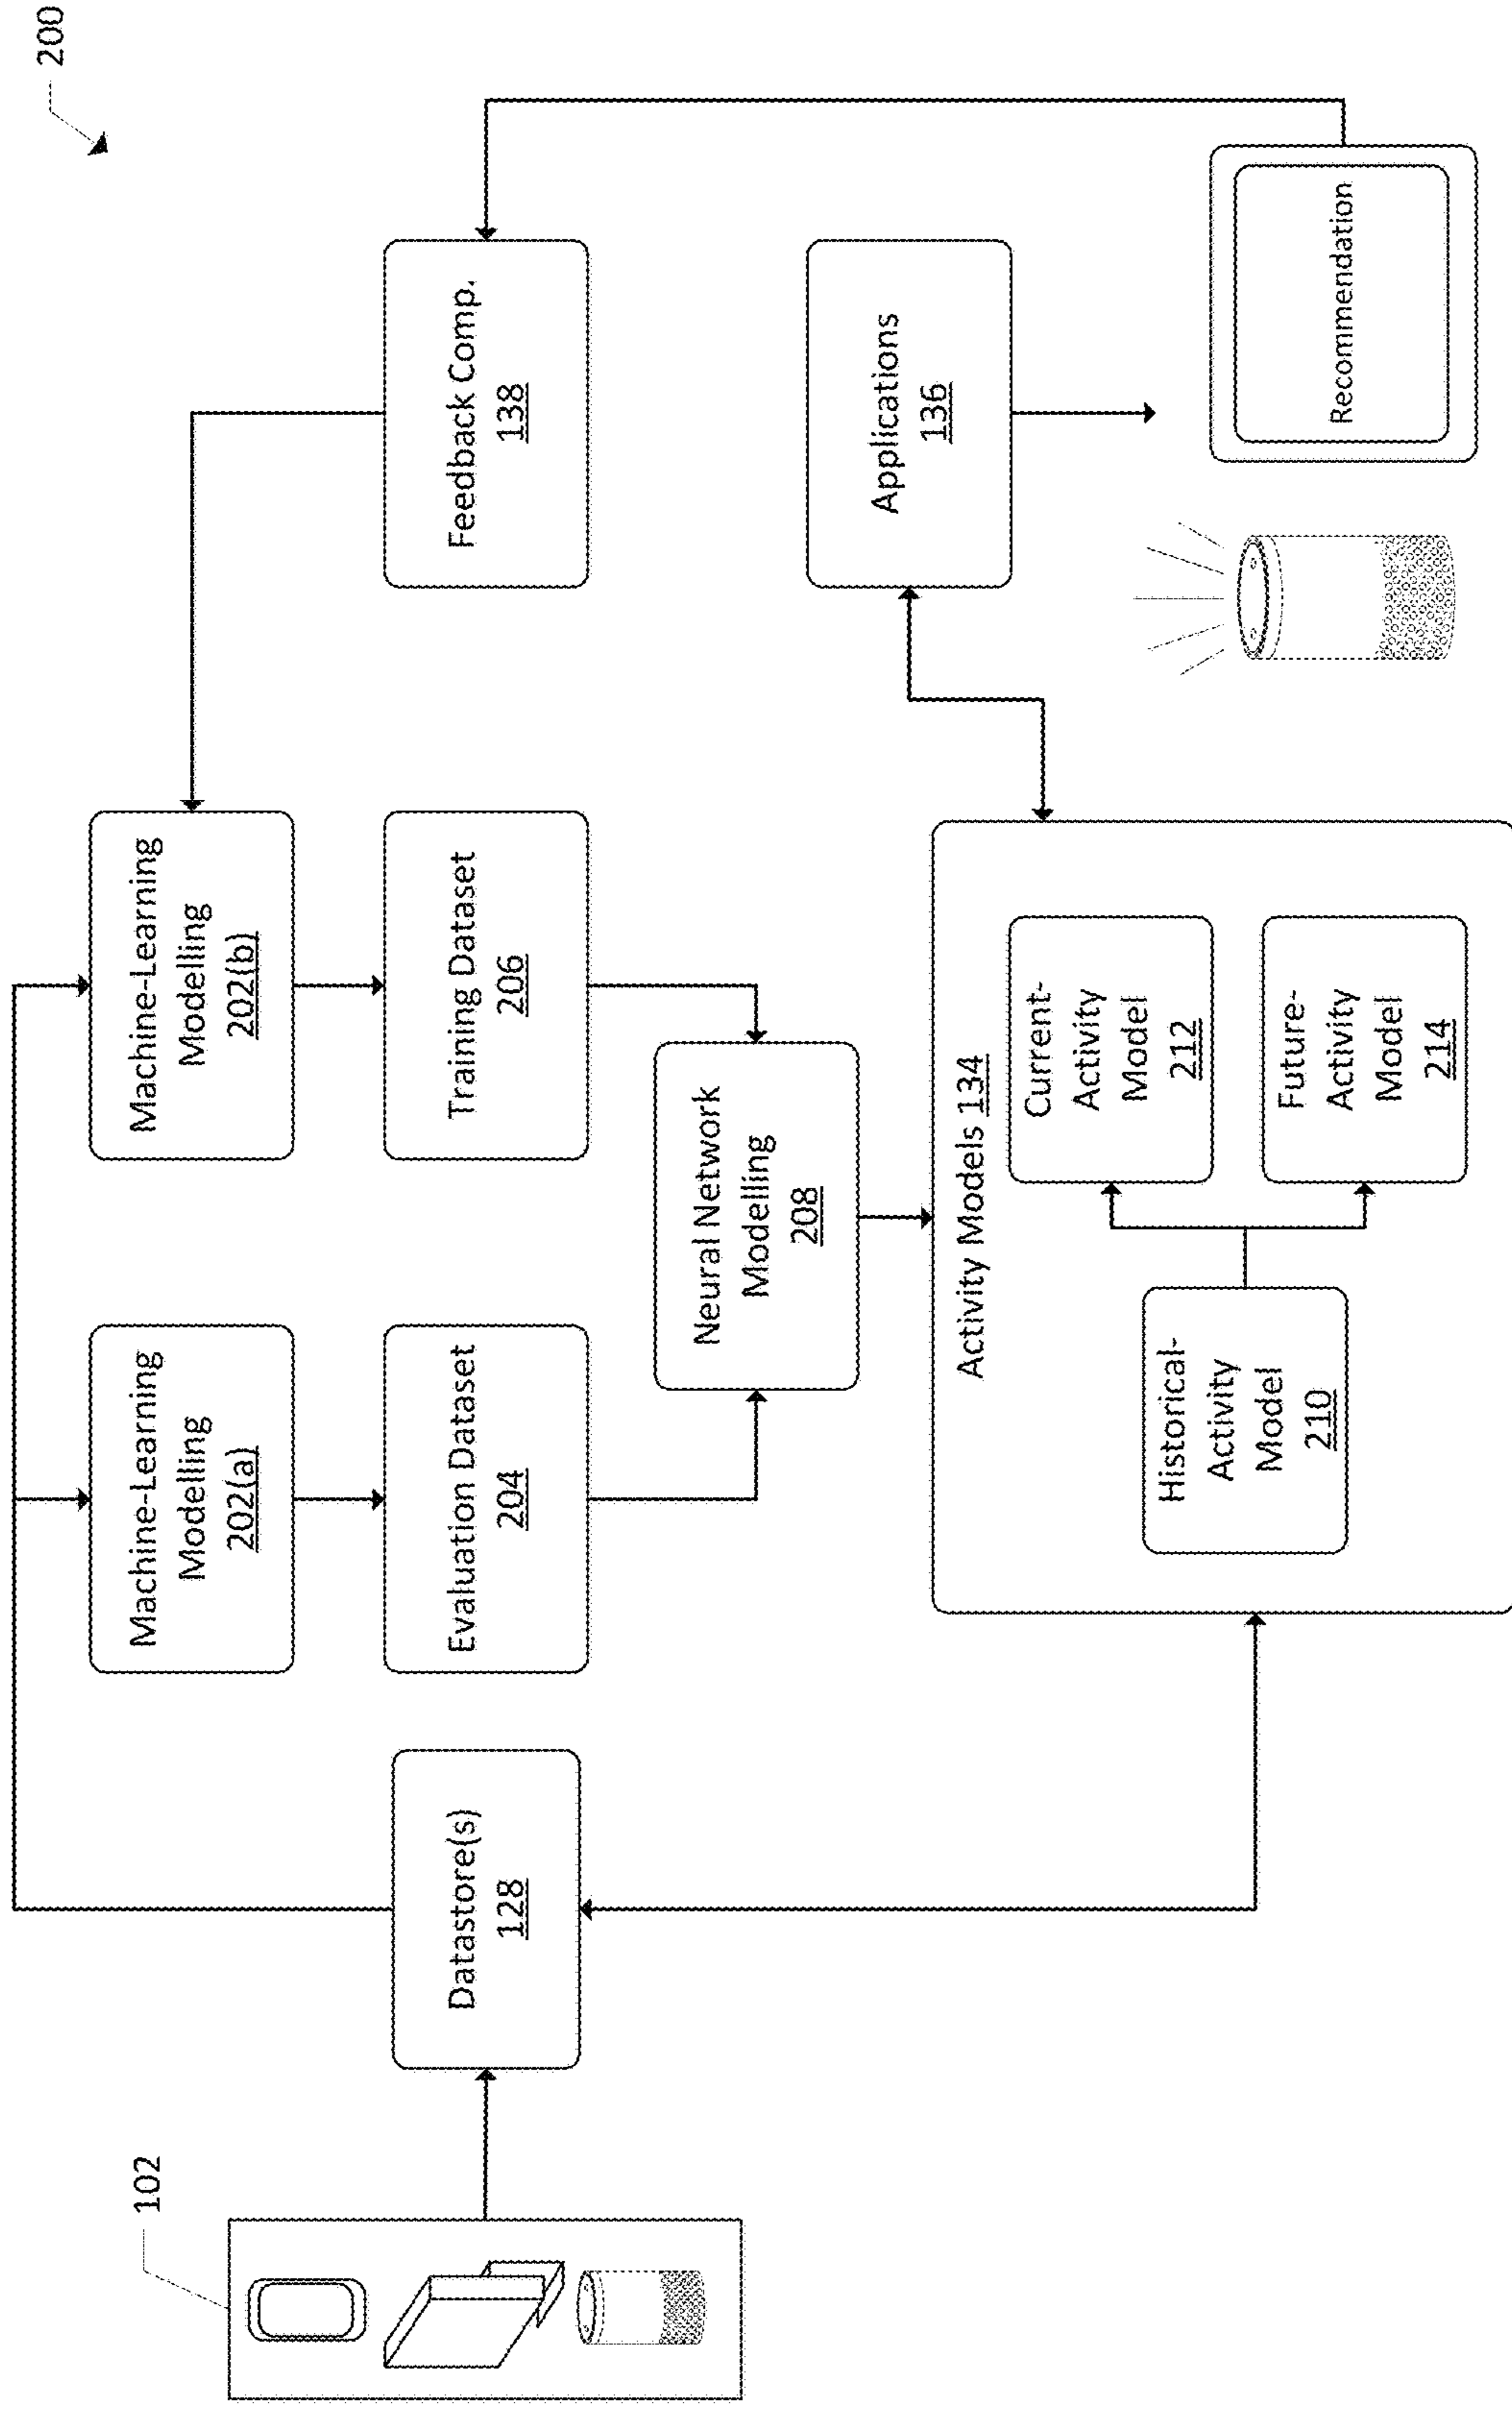 200
102
Machine-Learning
Modelling
202(a)
Machine-Learning
Modelling
202(b)
Datastore(s)
128
Evaluation Dataset
204
Training Dataset
206
Feedback Comp.
138
Neural Network
Modelling
208
Applications
136
Activity Models 134
Historical-
Activity
Model
210
Current-
Activity
Model
212
Future-
Activity
Model
214
Recommendation